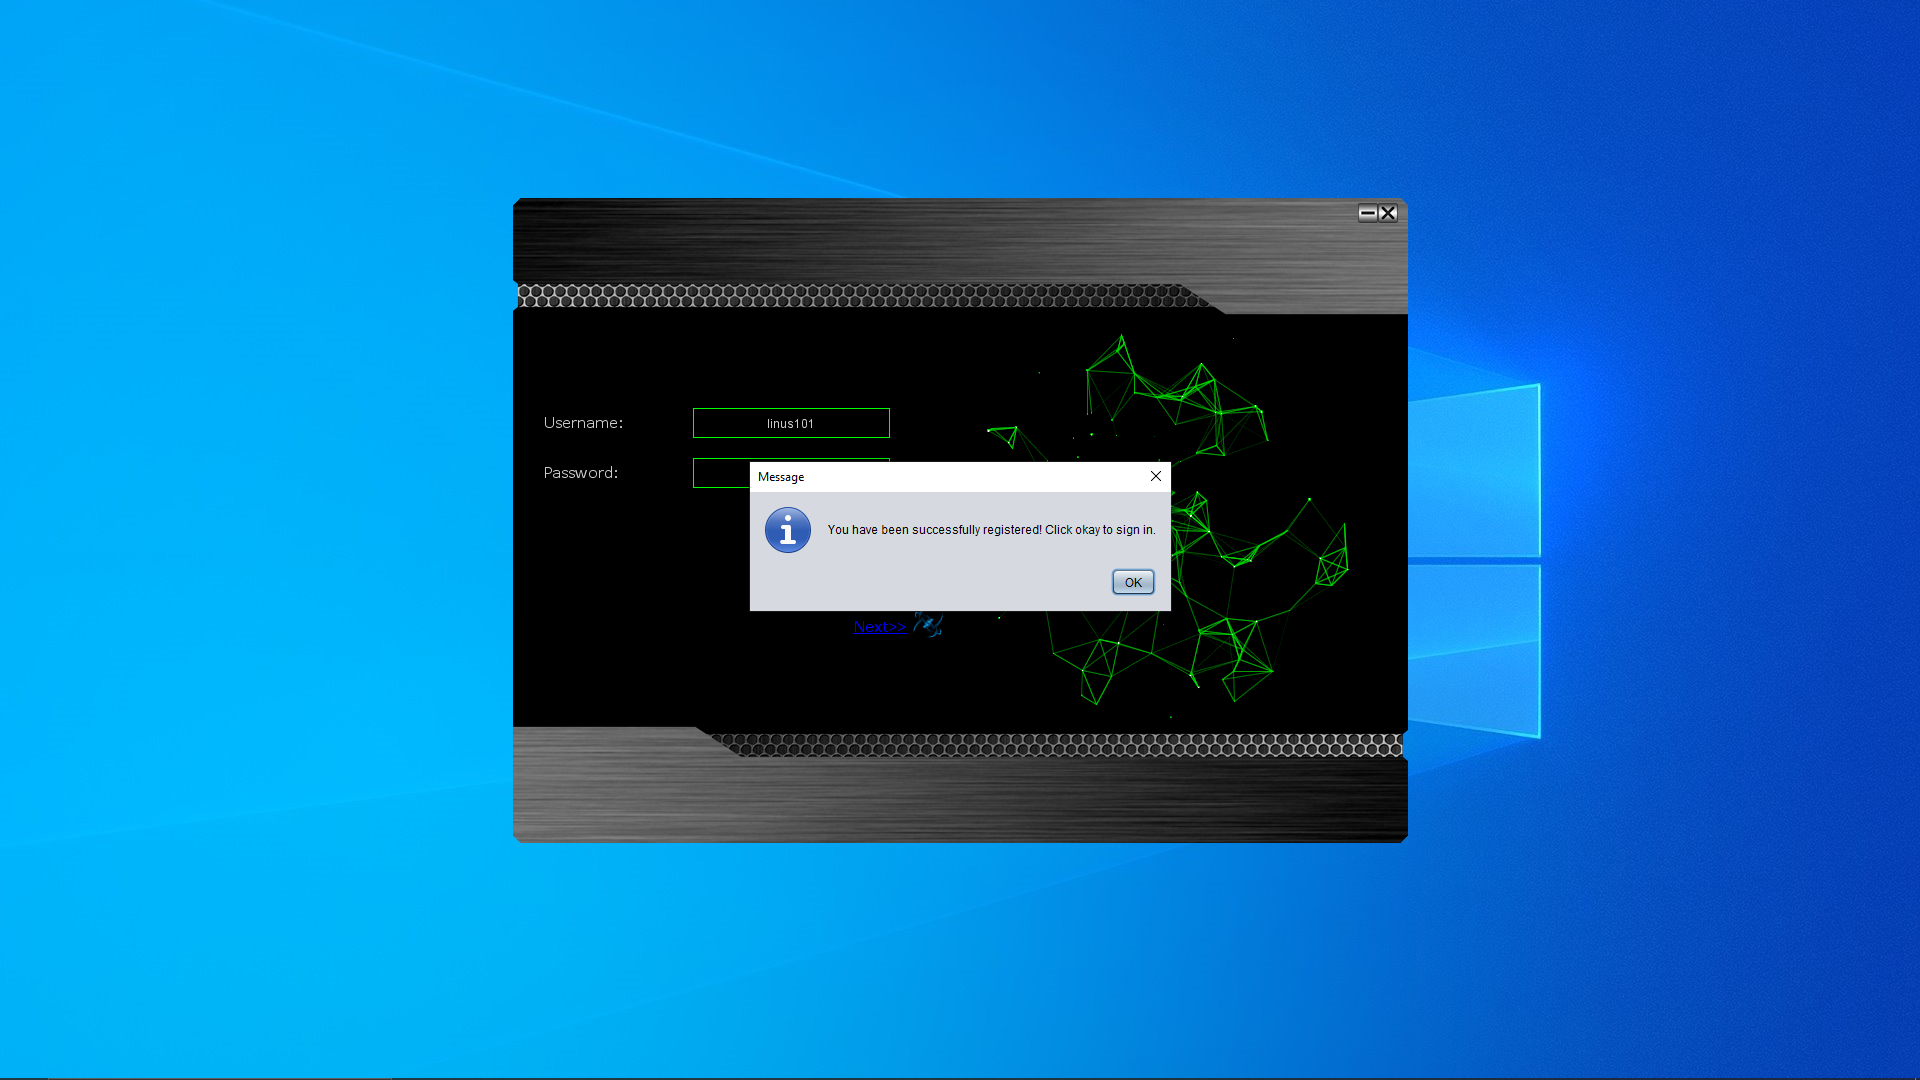 Username:
linus101
Password:
Message
You have been successfully registered! Click okay to sign in.
OK
Next>>